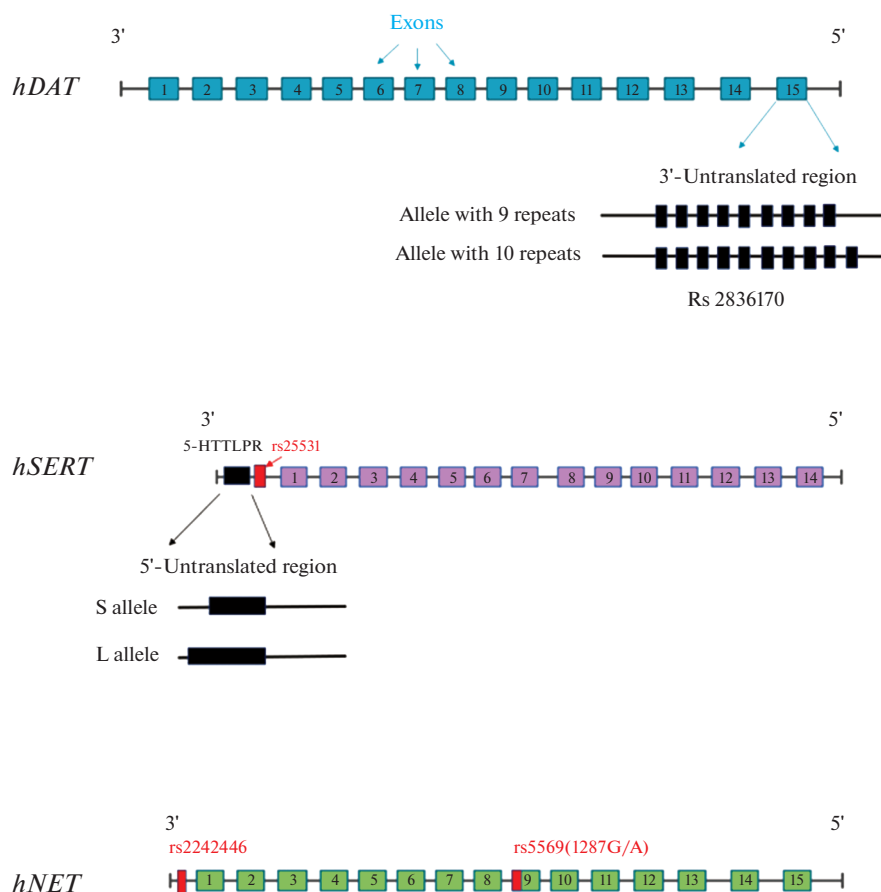 Exons
3' 5'
hDAT
1 2 3 4 5 6 7 8 9 10 11 12 13 14 15
3'-Untranslated region
Allele with 9 repeats
Allele with 10 repeats
Rs 2836170
3' 5'
5-HTTLPR rs25531
hSERT
1 2 3 4 5 6 7 8 9 10 11 12 13 14
5'-Untranslated region
S allele
L allele
3' 5'
rs2242446 rs5569(1287G/A)
hNET
1 2 3 4 5 6 7 8 9 10 11 12 13 14 15